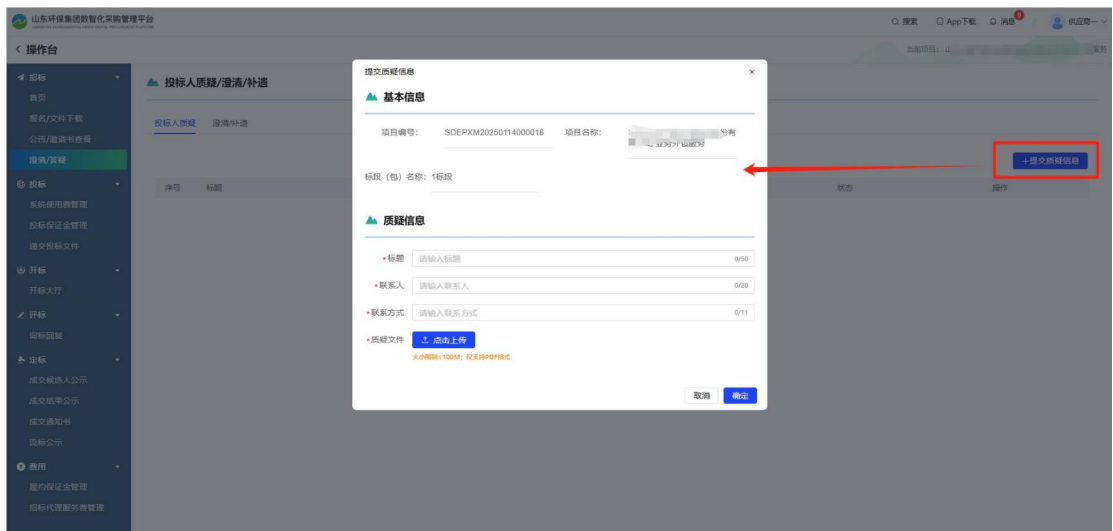 山东环保集团数智化采购管理平台
搜索 App下载 消息 供应商一
操作台
当前项目：
招标
首页
报名/文件下载
公告/邀请书查看
澄清/答疑
投标
系统使用费管理
投标保证金管理
递交投标文件
开标
开标大厅
评标
询标回复
定标
成交候选人公示
成交结果公示
成交通知书
流标公示
费用
履约保证金管理
招标代理服务费管理
投标人质疑/澄清/补遗
投标人质疑 澄清/补遗
+提交质疑信息
序号 标题 状态 操作
提交质疑信息 ×
基本信息
项目编号： SDEPXM20250114000018 项目名称： 份有
业务外包服务
标段（包）名称：1标段
质疑信息
*标题 请输入标题 0/50
*联系人 请输入联系人 0/20
*联系方式 请输入联系方式 0/11
*质疑文件 点击上传
大小限制≤100M；仅支持PDF格式
取消 确定